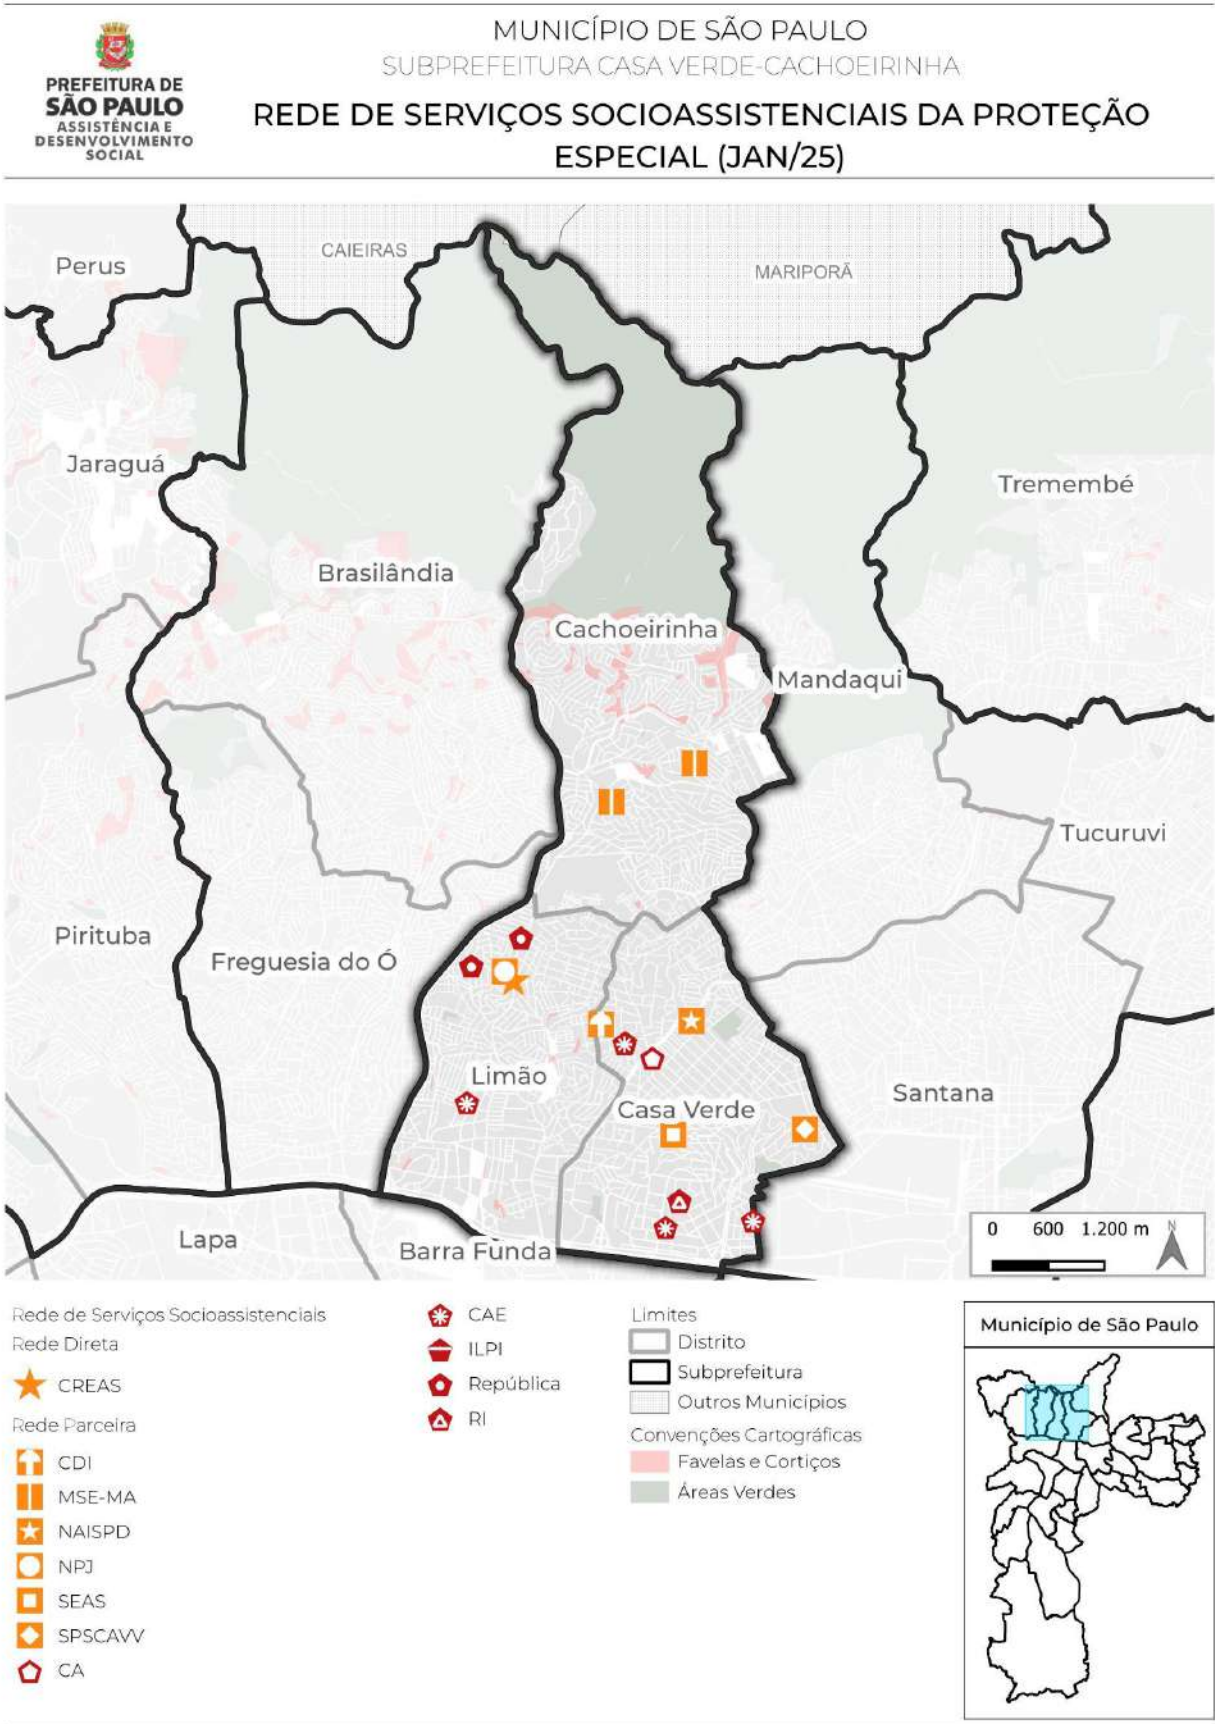 PREFEITURA DE
SÃO PAULO
ASSISTÊNCIA E
DESENVOLVIMENTO
SOCIAL
MUNICÍPIO DE SÃO PAULO
SUBPREFEITURA CASA VERDE-CACHOEIRINHA
REDE DE SERVIÇOS SOCIOASSISTENCIAIS DA PROTEÇÃO
ESPECIAL (JAN/25)
CAIEIRAS
Perus
MARIPORÃ
Jaraguá
Tremembé
Brasilândia
Cachoeirinha
Mandaqui
Tucuruvi
Pirituba
Freguesia do Ó
Limão
Santana
Casa Verde
Lapa
Barra Funda
0 600 1.200 m
N
Rede de Serviços Socioassistenciais
Rede Direta
CREAS
Rede Parceira
CDI
MSE-MA
NAISPD
NPJ
SEAS
SPSCAVV
CA
CAE
ILPI
República
RI
Limites
Distrito
Subprefeitura
Outros Municípios
Convenções Cartográficas
Favelas e Cortiços
Áreas Verdes
Município de São Paulo